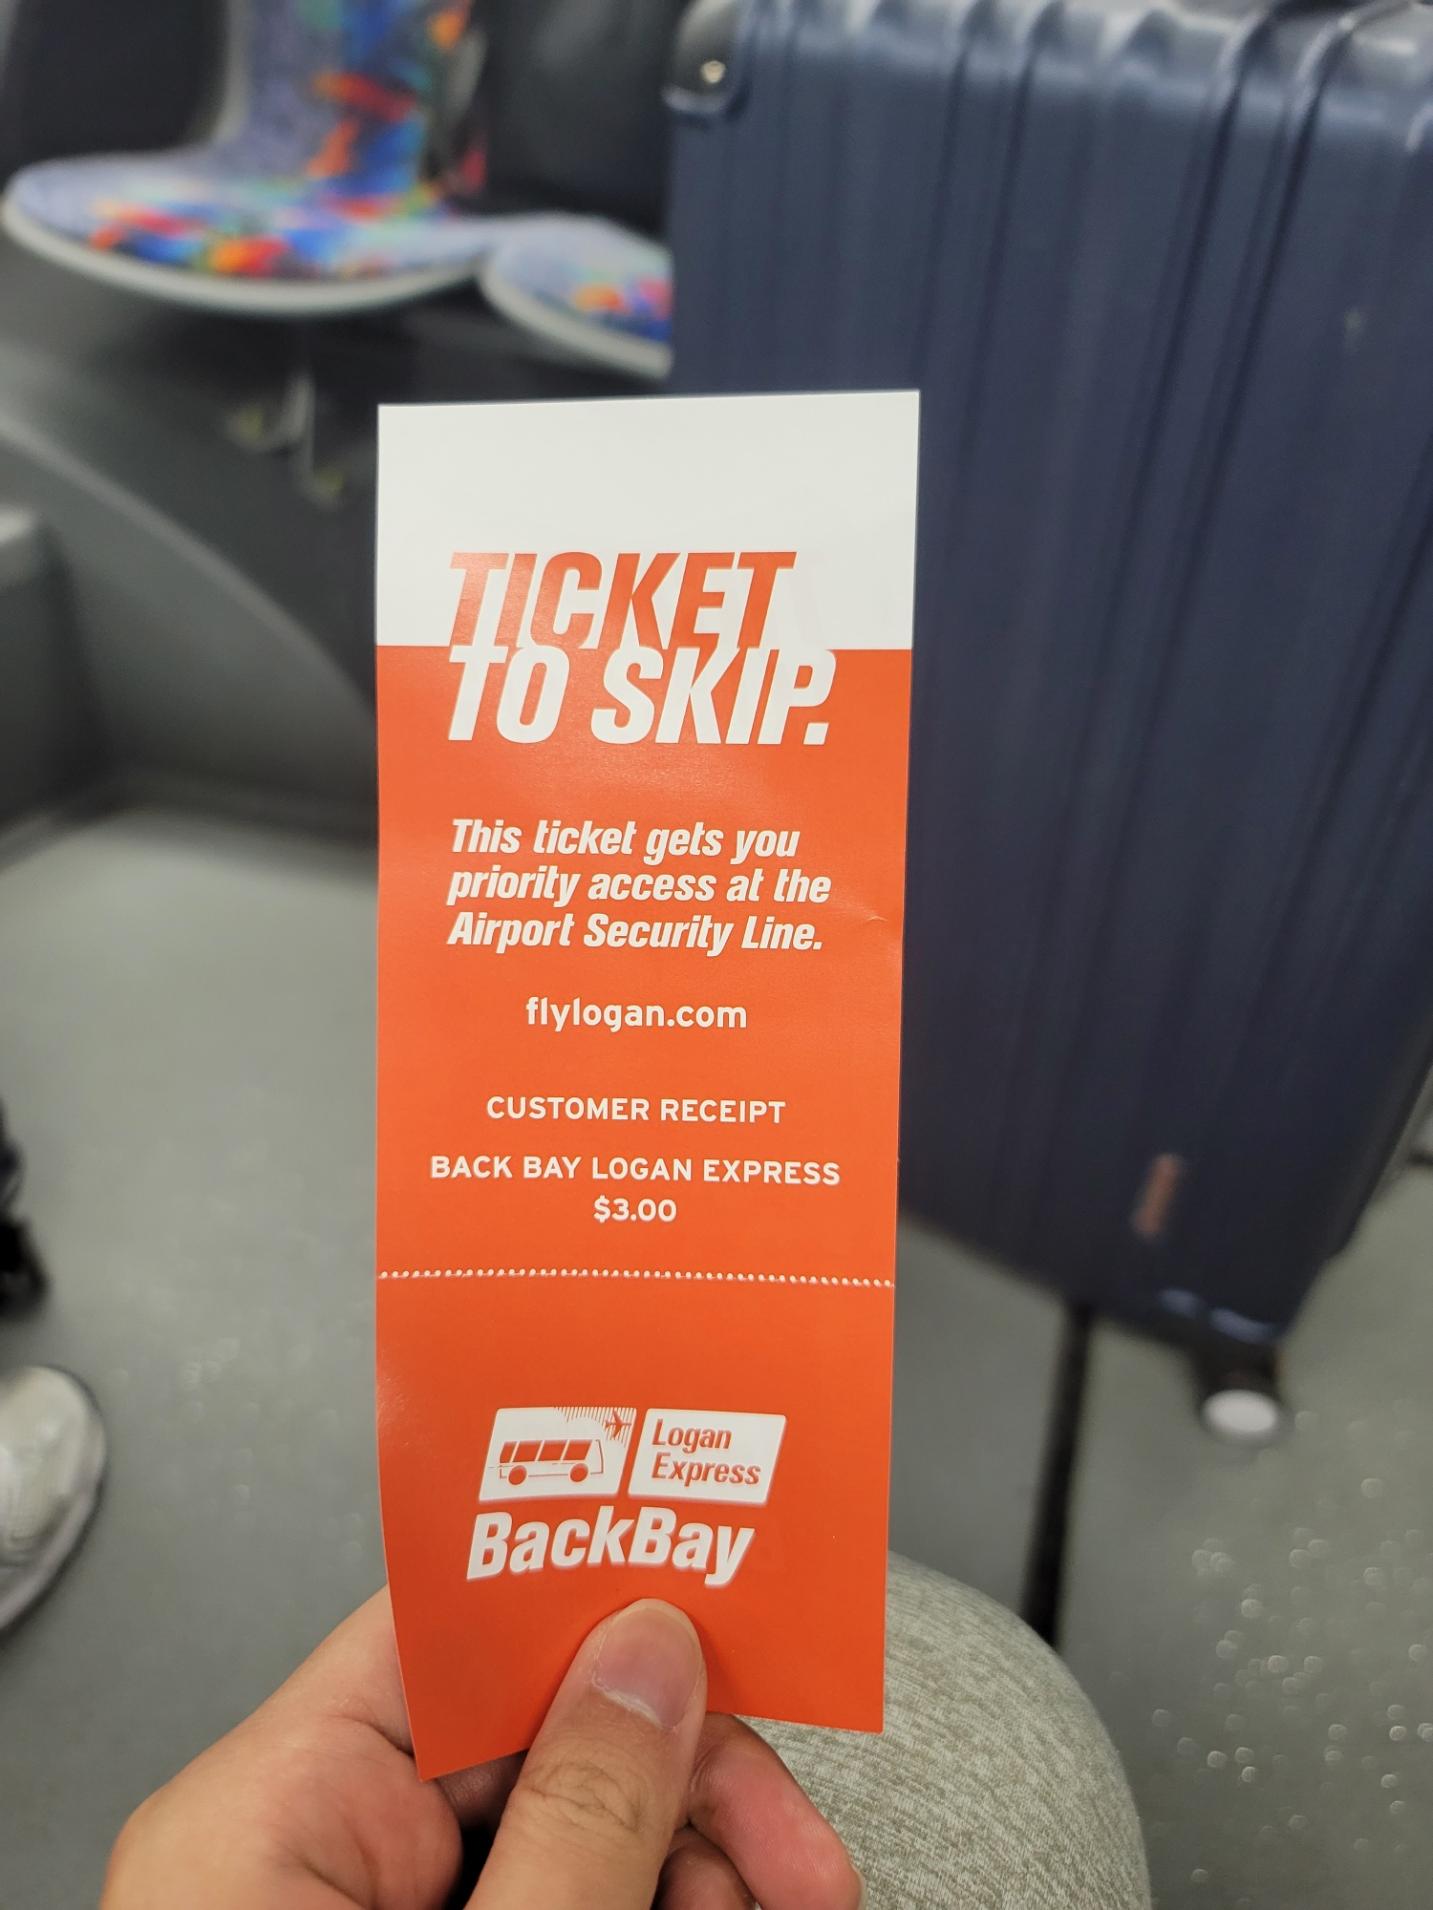 TICKET
TO SKIP.
This ticket gets you
priority access at the
Airport Security Line.
flylogan.com
CUSTOMER RECEIPT
BACK BAY LOGAN EXPRESS
$3.00
Logan
Express
BackBay